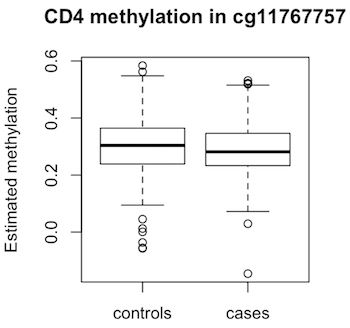 CD4 methylation in cg11767757
Estimated methylation
0.6
0.4
0.2
0.0
controls cases